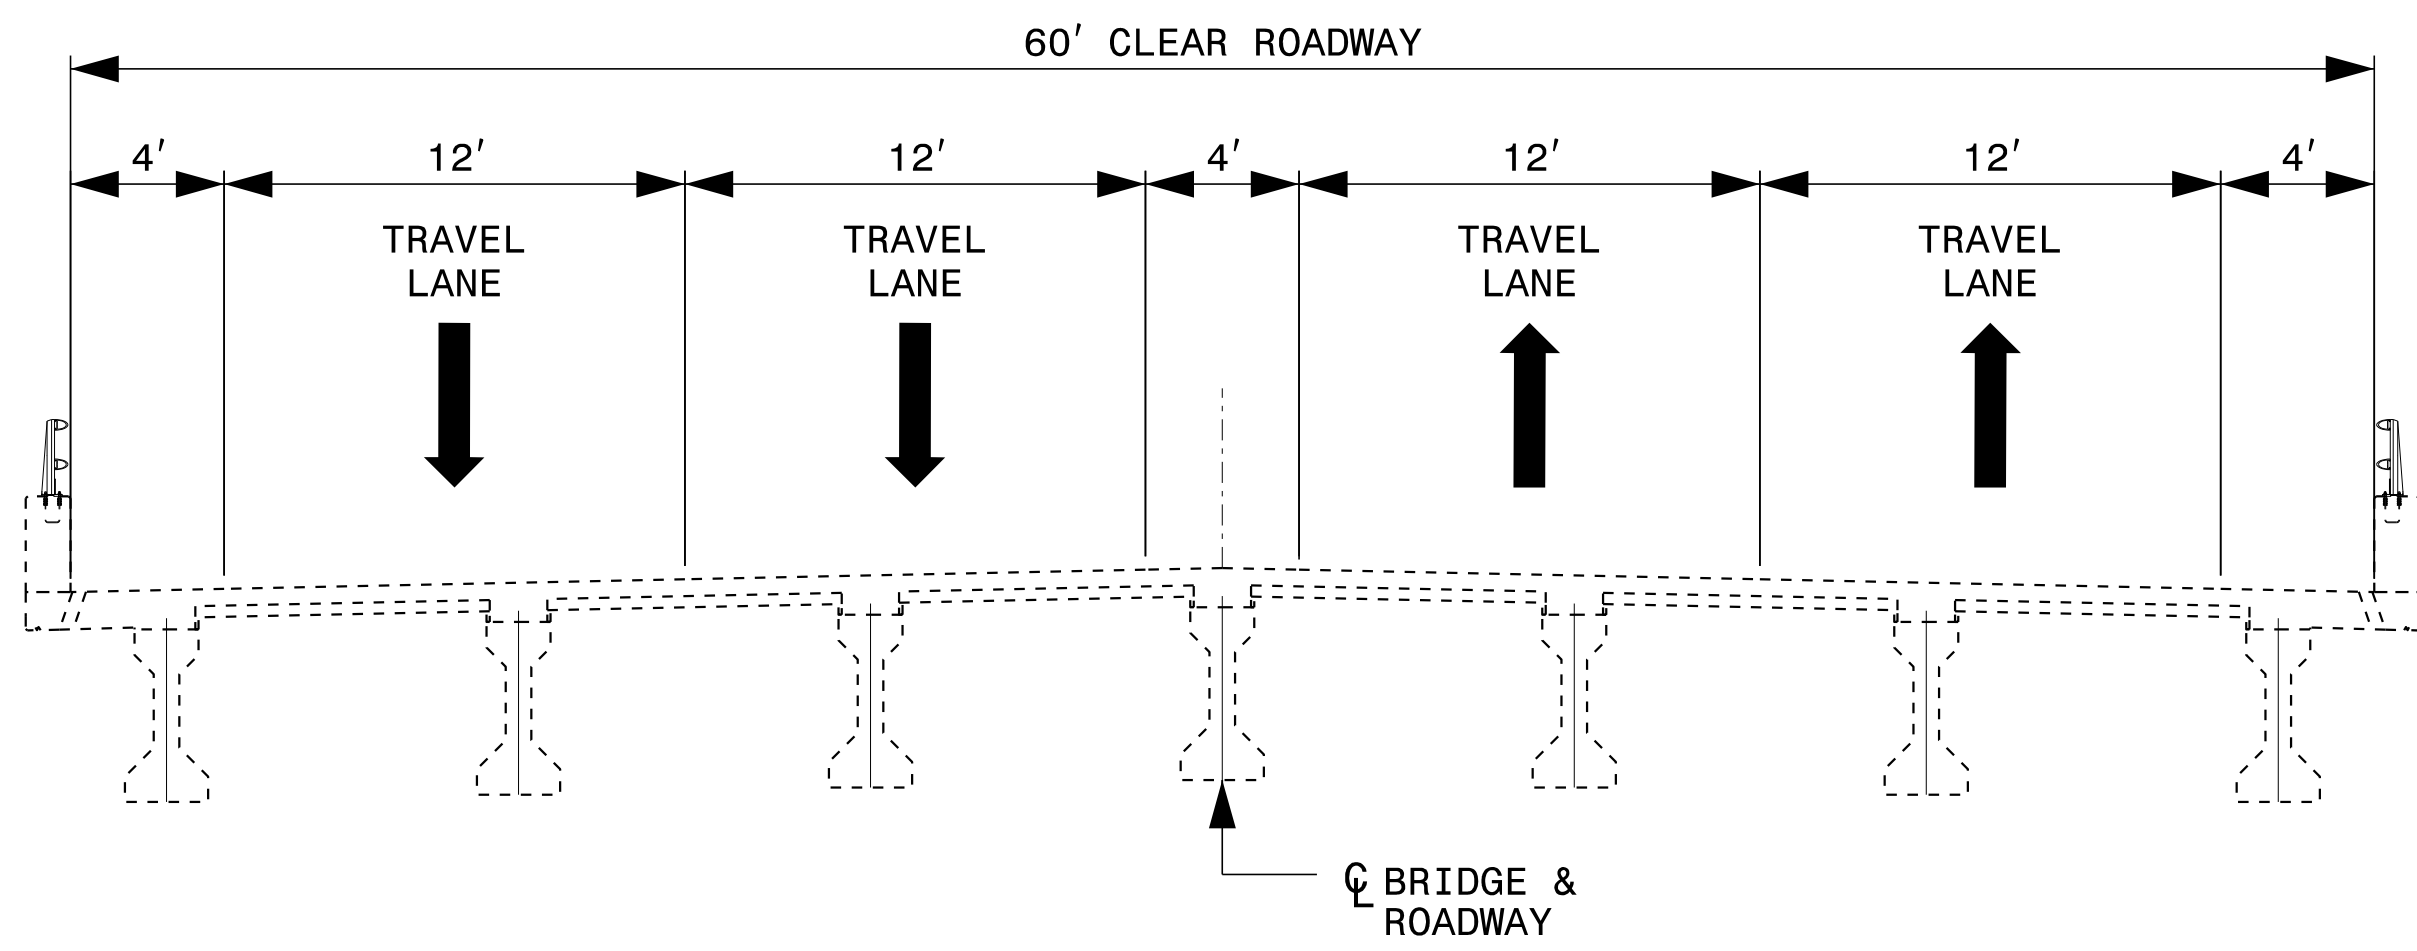 60' CLEAR ROADWAY
4' 12' 12' 4' 12' 12' 4'
TRAVEL TRAVEL TRAVEL TRAVEL
LANE LANE LANE LANE
℄ BRIDGE &
ROADWAY